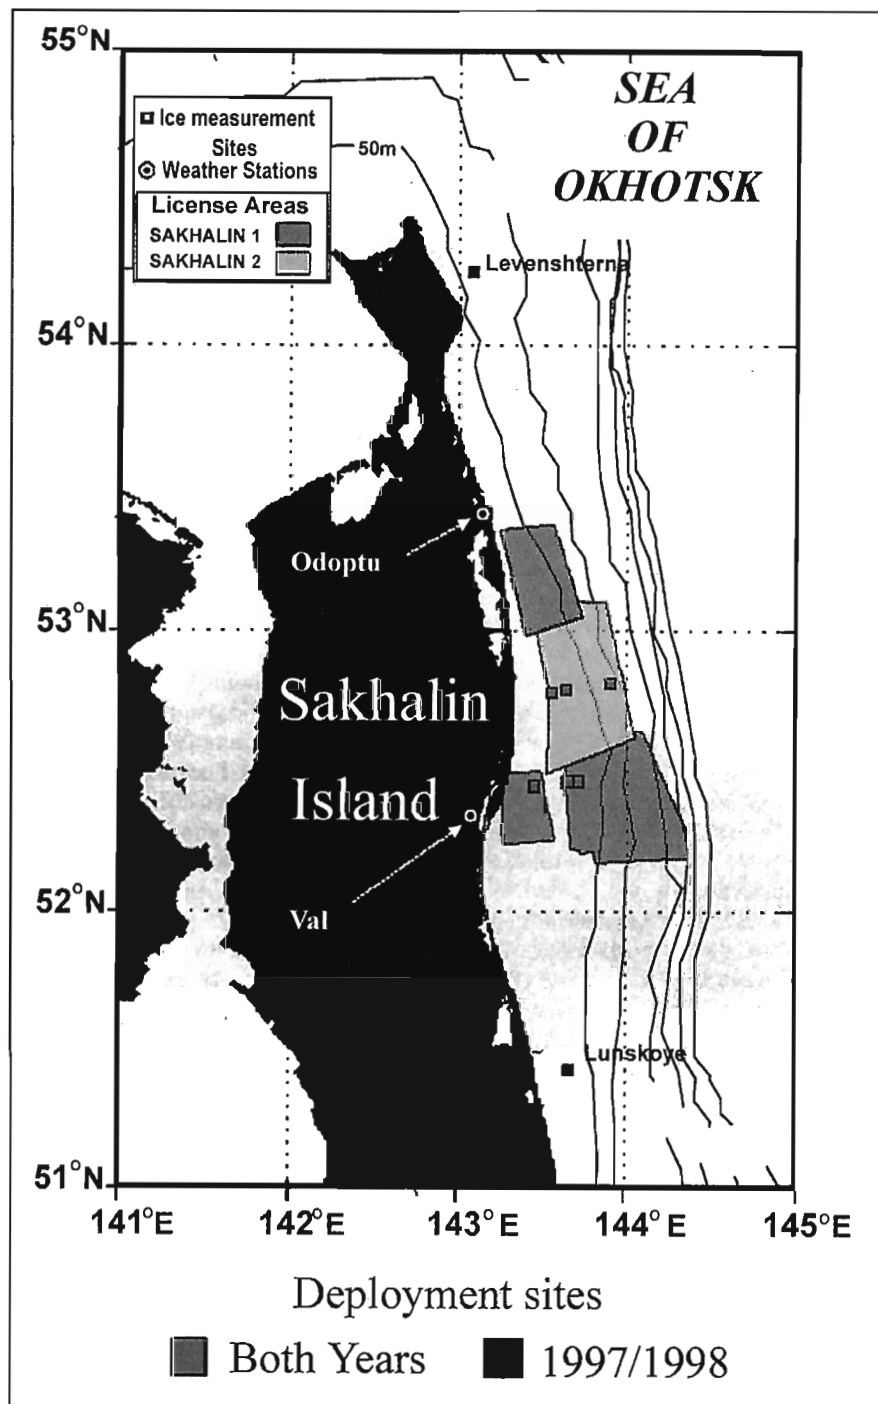 55°N
SEA
OF
OKHOTSK
Ice measurement
Sites
Weather Stations
50m
License Areas
SAKHALIN 1
SAKHALIN 2
Levenshterna
54°N
Odoptu
53°N
Sakhalin
Island
Val
52°N
Lunskoye
51°N
141°E
142°E
143°E
144°E
145°E
Deployment sites
Both Years
1997/1998